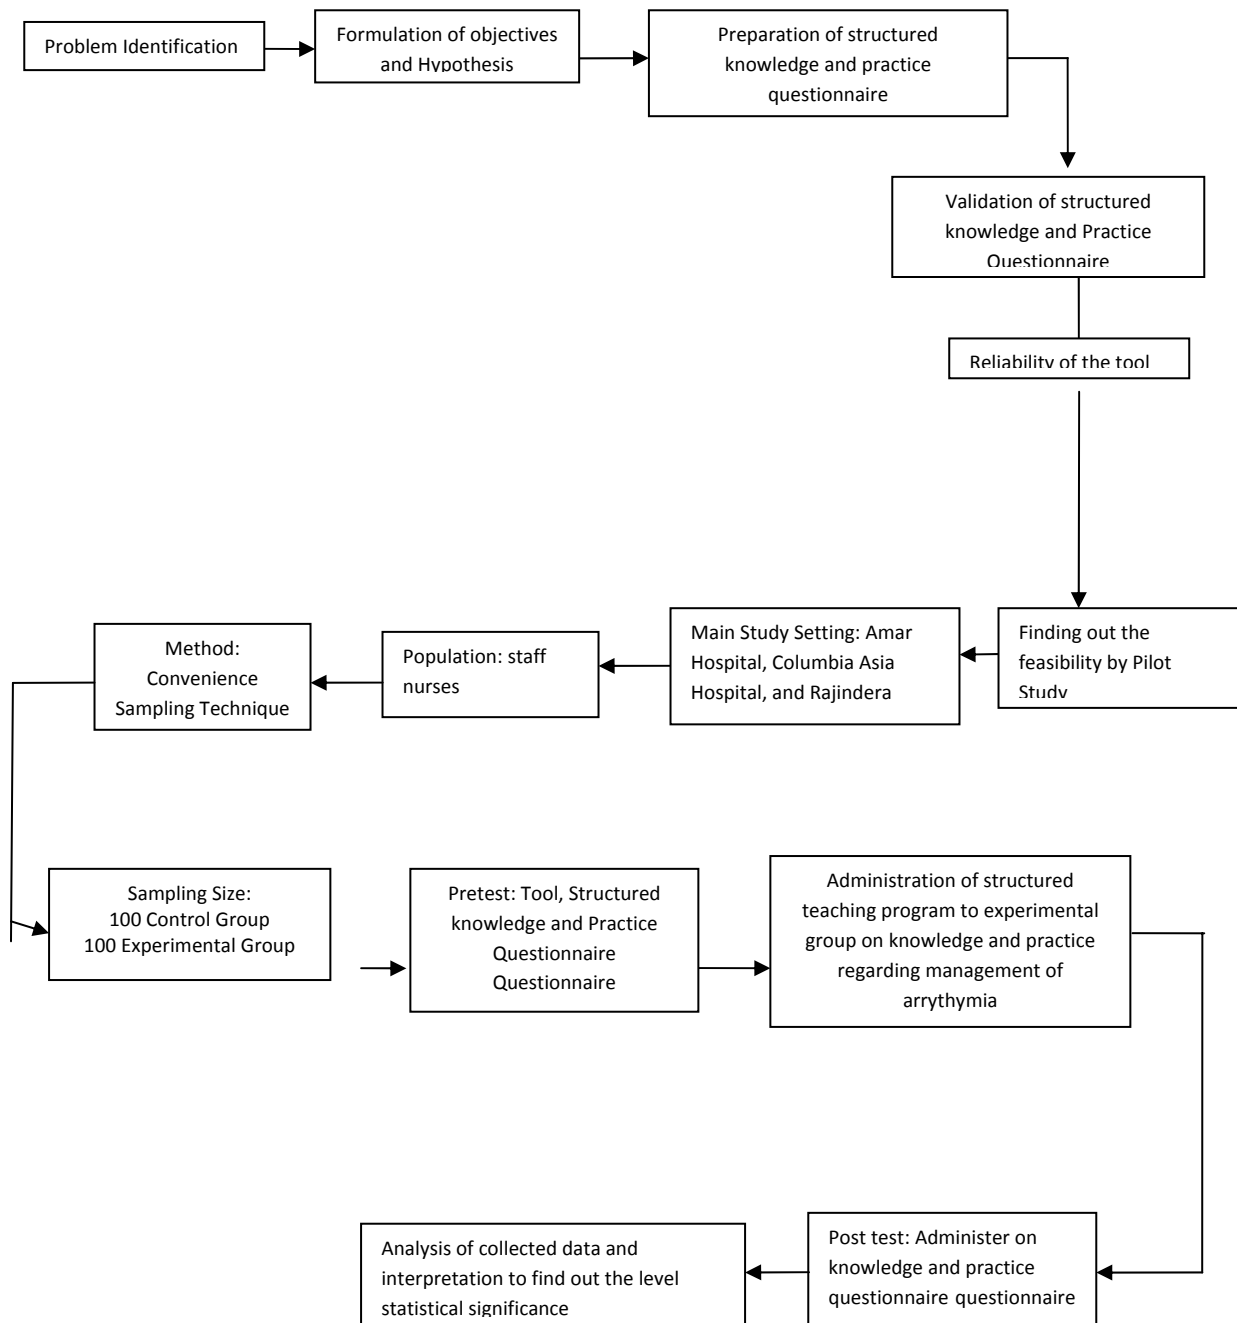 Problem Identification
Formulation of objectives
and Hypothesis
Preparation of structured
knowledge and practice
questionnaire
Validation of structured
knowledge and Practice
Questionnaire
Reliability of the tool
Finding out the
feasibility by Pilot
Study
Main Study Setting: Amar
Hospital, Columbia Asia
Hospital, and Rajindera
Population: staff
nurses
Method:
Convenience
Sampling Technique
Sampling Size:
100 Control Group
100 Experimental Group
Pretest: Tool, Structured
knowledge and Practice
Questionnaire
Questionnaire
Administration of structured
teaching program to experimental
group on knowledge and practice
regarding management of
arrythymia
Post test: Administer on
knowledge and practice
questionnaire questionnaire
Analysis of collected data and
interpretation to find out the level
statistical significance